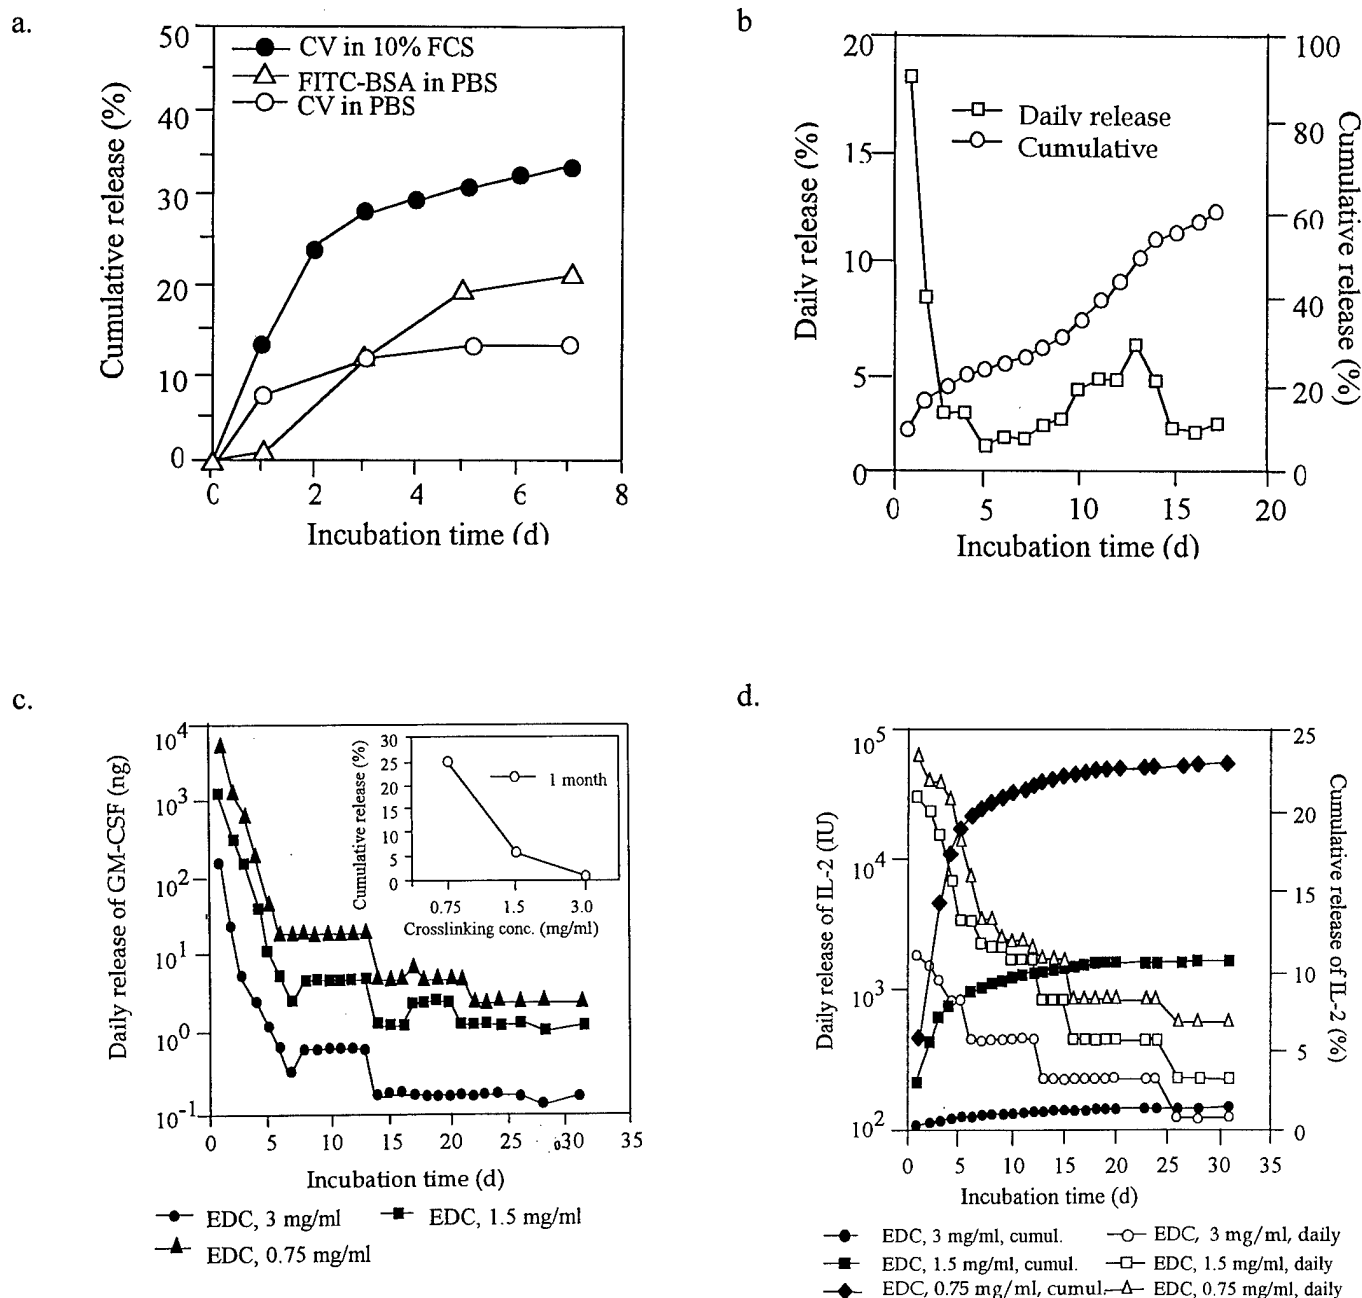 a.
50
40
30
20
10
0
Cumulative release (%)
CV in 10% FCS
FITC-BSA in PBS
CV in PBS
0 2 4 6 8
Incubation time (d)
b
20
15
10
5
0
Daily release (%)
Daily release
Cumulative
100
80
60
40
20
0
Cumulative release (%)
0 5 10 15 20
Incubation time (d)
c.
10^4
10^3
10^2
10^1
10^0
10^-1
Daily release of GM-CSF (ng)
30
25
20
15
10
5
0
Cumulative release (%)
1 month
0.75 1.5 3.0
Crosslinking conc. (mg/ml)
0 5 10 15 20 30 35
Incubation time (d)
EDC, 3 mg/ml EDC, 1.5 mg/ml
EDC, 0.75 mg/ml
d.
10^5
10^4
10^3
10^2
Daily release of IL-2 (IU)
25
20
15
10
5
0
Cumulative release of IL-2 (%)
0 5 10 15 20 25 30 35
Incubation time (d)
EDC, 3 mg/ml, cumul. EDC, 3 mg/ml, daily
EDC, 1.5 mg/ml, cumul. EDC, 1.5 mg/ml, daily
EDC, 0.75 mg/ml, cumul. EDC, 0.75 mg/ml, daily